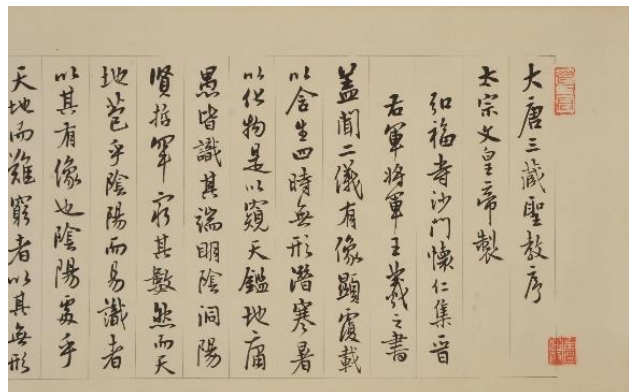 大唐三藏聖教序
太宗文皇帝製
弘福寺沙門懷仁集晉
右軍將軍王羲之書
蓋聞二儀有像顯覆載
以含生四時無形潛寒暑
以化物是以窺天鑑地庸
愚皆識其端明陰洞陽
賢哲罕窮其數然而天
地苞乎陰陽而易識者
以其有像也陰陽處乎
天地而難窮者以其無形